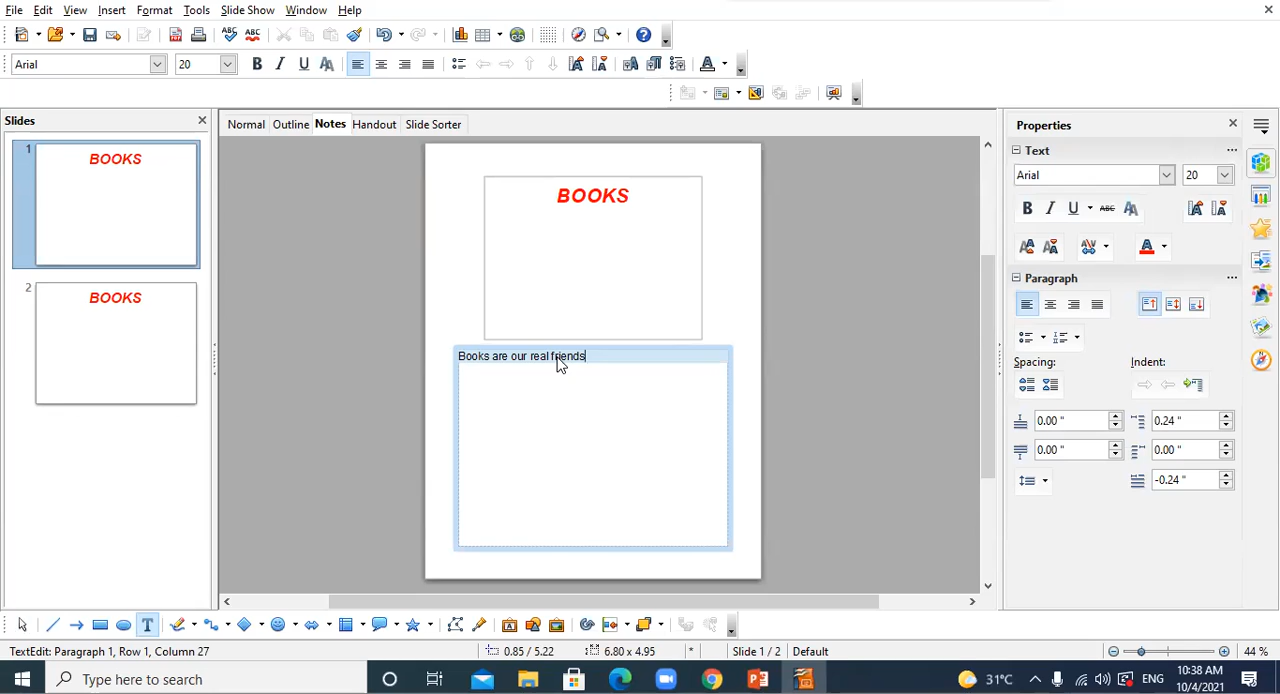 File Edit View Insert Format Tools Slide Show Window Help
Arial 20
Slides
1
BOOKS
2
BOOKS
Normal Outline Notes Handout Slide Sorter
BOOKS
Books are our real friends
Properties
Text
Arial 20
Paragraph
Spacing: Indent:
0.00 " 0.24 "
0.00 " 0.00 "
-0.24 "
TextEdit: Paragraph 1, Row 1, Column 27 0.85 / 5.22 6.80 x 4.95 * Slide 1 / 2 Default 44 %
Type here to search
31°C ENG 10:38 AM
10/4/2021